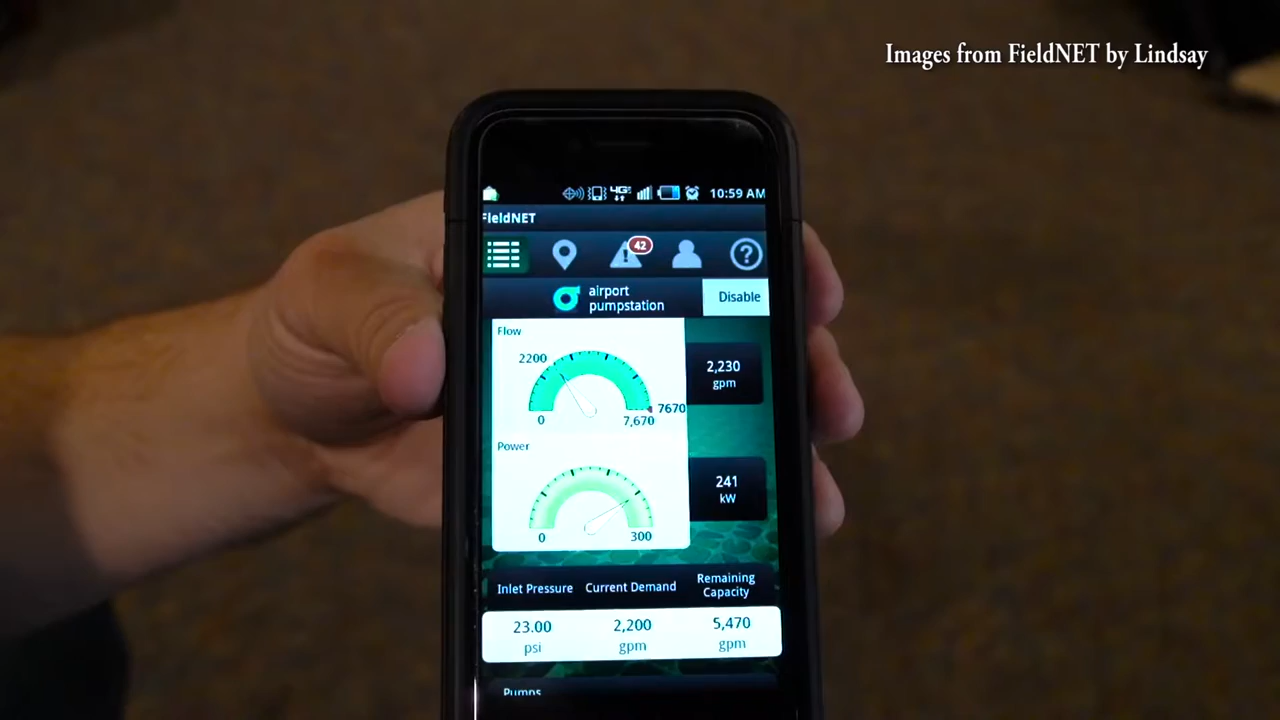 Images from FieldNET by Lindsay
10:59 AM
FieldNET
42
airport
pumpstation
Disable
Flow
2200
0
7,670
7670
2,230
gpm
Power
0
300
241
kW
Inlet Pressure
Current Demand
Remaining
Capacity
23.00
psi
2,200
gpm
5,470
gpm
Pumps